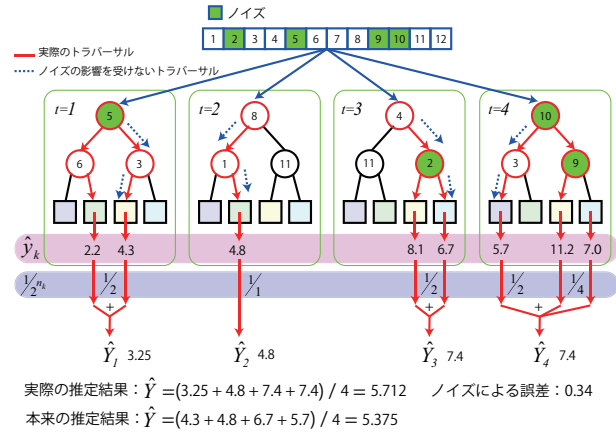 ノイズ
1 2 3 4 5 6 7 8 9 10 11 12
実際のトラバーサル
ノイズの影響を受けないトラバーサル
t=1 t=2 t=3 t=4
5 8 4 10
6 3 1 11 11 2 3 9
ŷk 2.2 4.3 4.8 8.1 6.7 5.7 11.2 7.0
1/2^nk 1/2 1/1 1/2 1/2 1/4
+ + +
Ŷ1 3.25 Ŷ2 4.8 Ŷ3 7.4 Ŷ4 7.4
実際の推定結果：Ŷ =(3.25 + 4.8 + 7.4 + 7.4) / 4 = 5.712 ノイズによる誤差：0.34
本来の推定結果：Ŷ =(4.3 + 4.8 + 6.7 + 5.7) / 4 = 5.375